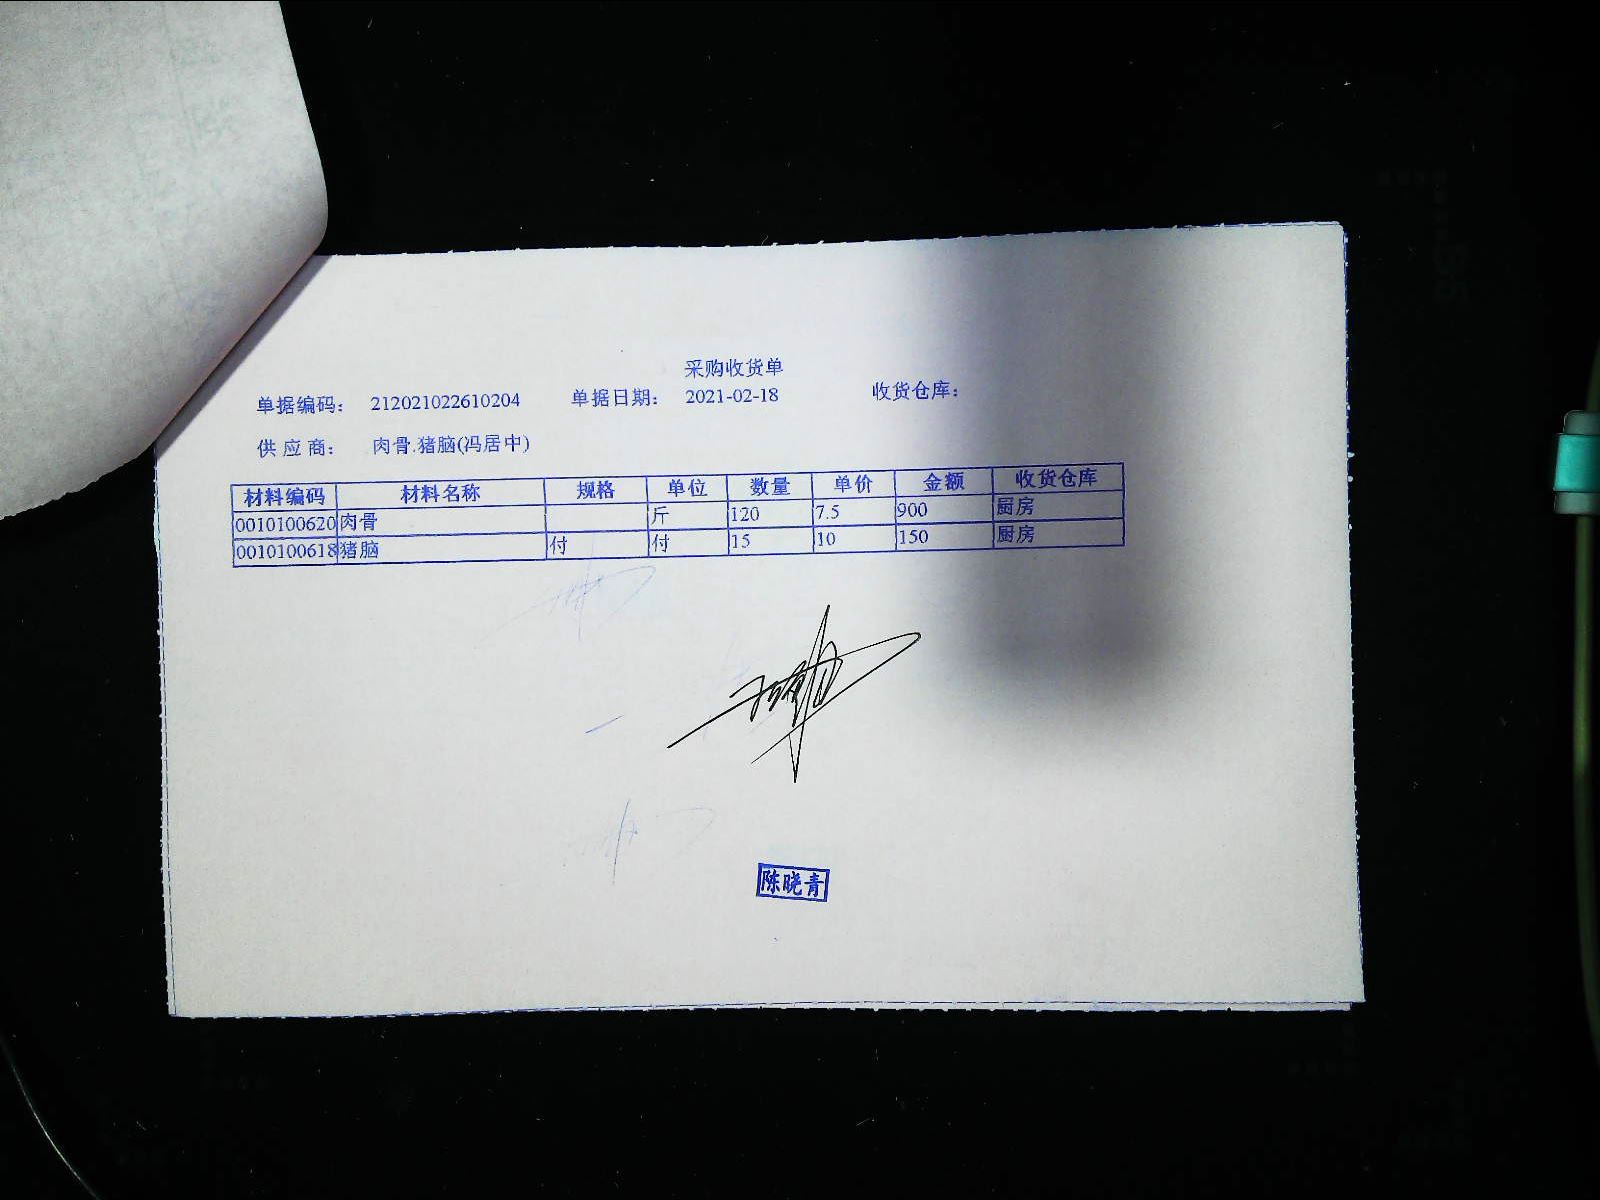 采购收货单
单据编码： 212021022610204 单据日期： 2021-02-18 收货仓库：
供 应 商： 肉骨.猪脑(冯居中)
材料编码 材料名称 规格 单位 数量 单价 金额 收货仓库
0010100620 肉骨 斤 120 7.5 900 厨房
0010100618 猪脑 付 付 15 10 150 厨房
陈晓青